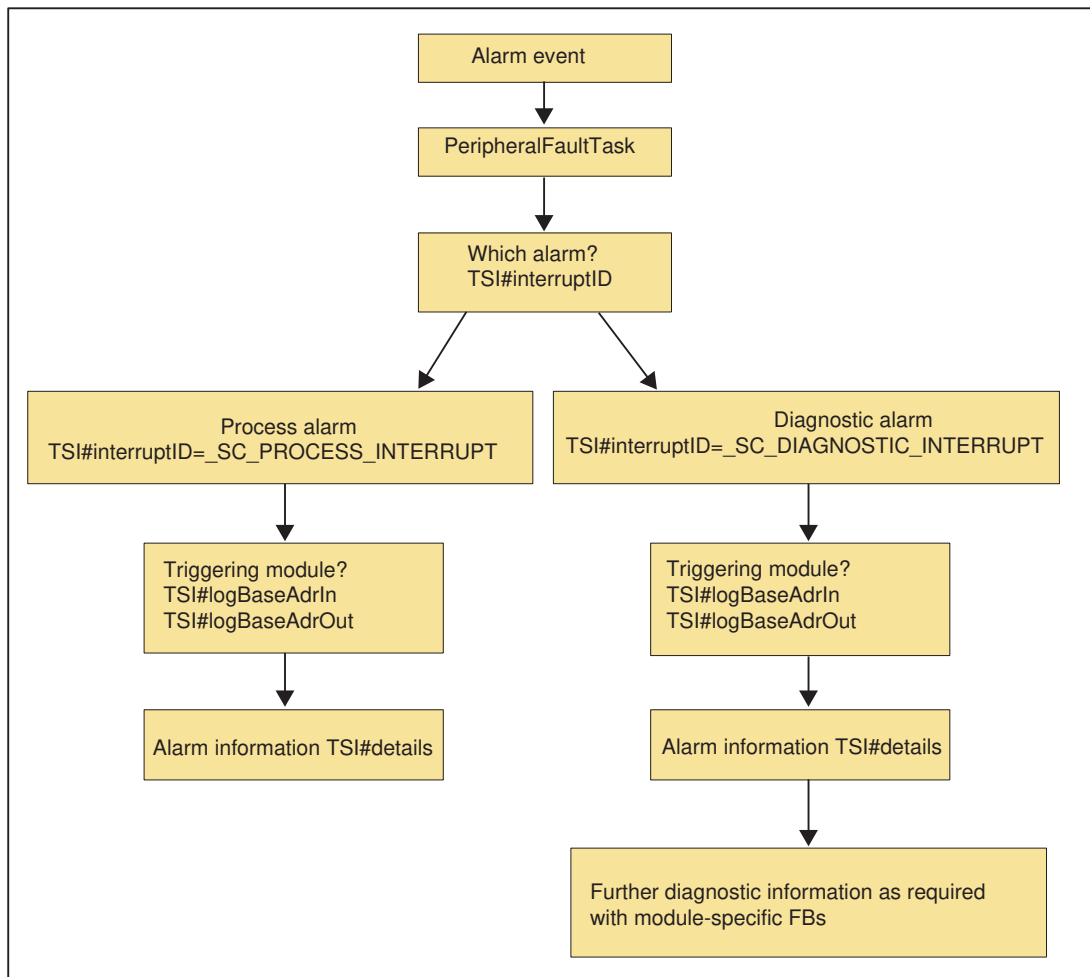 Alarm event
PeripheralFaultTask
Which alarm?
TSI#interruptID
Process alarm
TSI#interruptID=_SC_PROCESS_INTERRUPT
Diagnostic alarm
TSI#interruptID=_SC_DIAGNOSTIC_INTERRUPT
Triggering module?
TSI#logBaseAdrIn
TSI#logBaseAdrOut
Triggering module?
TSI#logBaseAdrIn
TSI#logBaseAdrOut
Alarm information TSI#details
Alarm information TSI#details
Further diagnostic information as required
with module-specific FBs